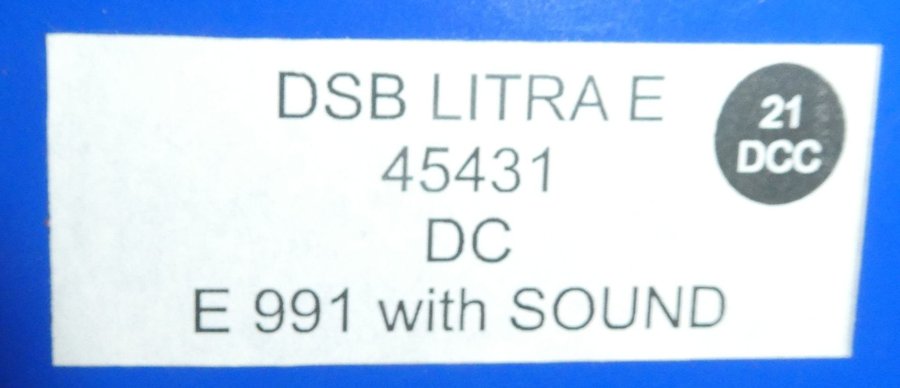 DSB LITRA E
45431
DC
E 991 with SOUND
21
DCC